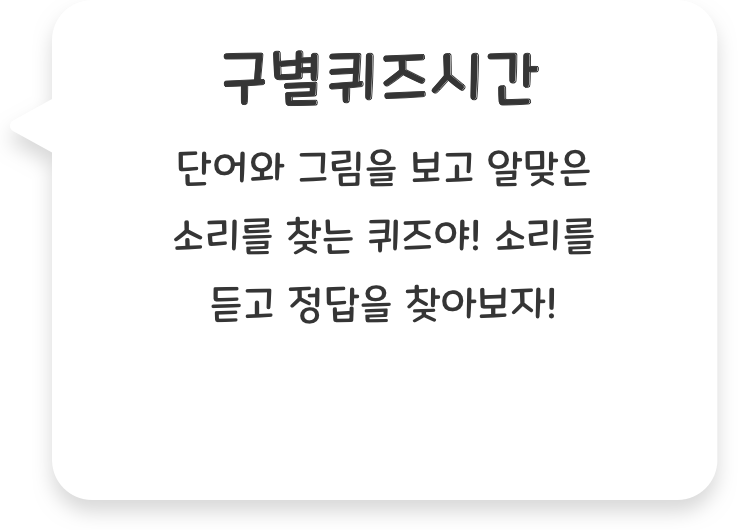 구별퀴즈시간
단어와 그림을 보고 알맞은
소리를 찾는 퀴즈야! 소리를
듣고 정답을 찾아보자!